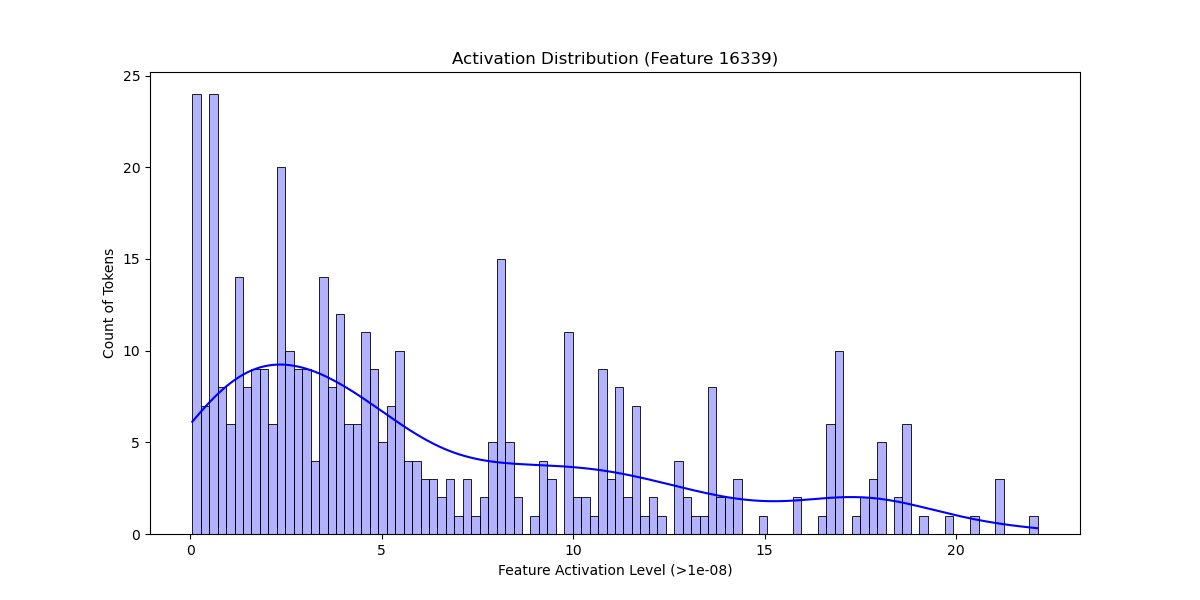 Activation Distribution (Feature 16339)
25
20
15
10
5
0
Count of Tokens
0 5 10 15 20
Feature Activation Level (>1e-08)